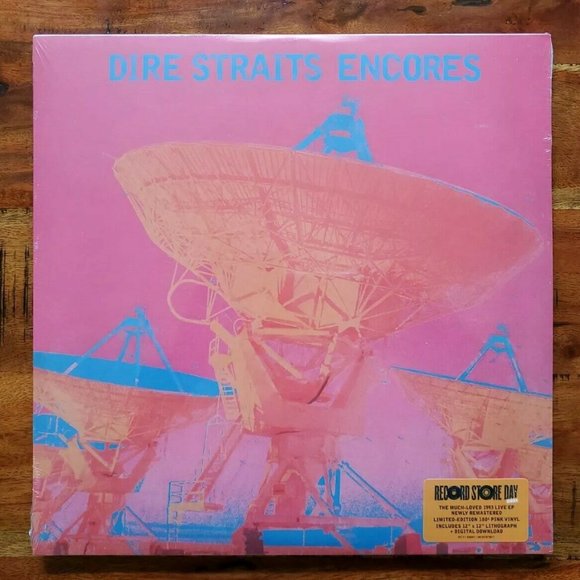 DIRE STRAITS ENCORES
RECORD STORE DAY
THE MUCH-LOVED 1993 LIVE EP
NEWLY REMASTERED
LIMITED-EDITION 180g PINK VINYL
INCLUDES 12" x 12" LITHOGRAPH
+ DIGITAL DOWNLOAD